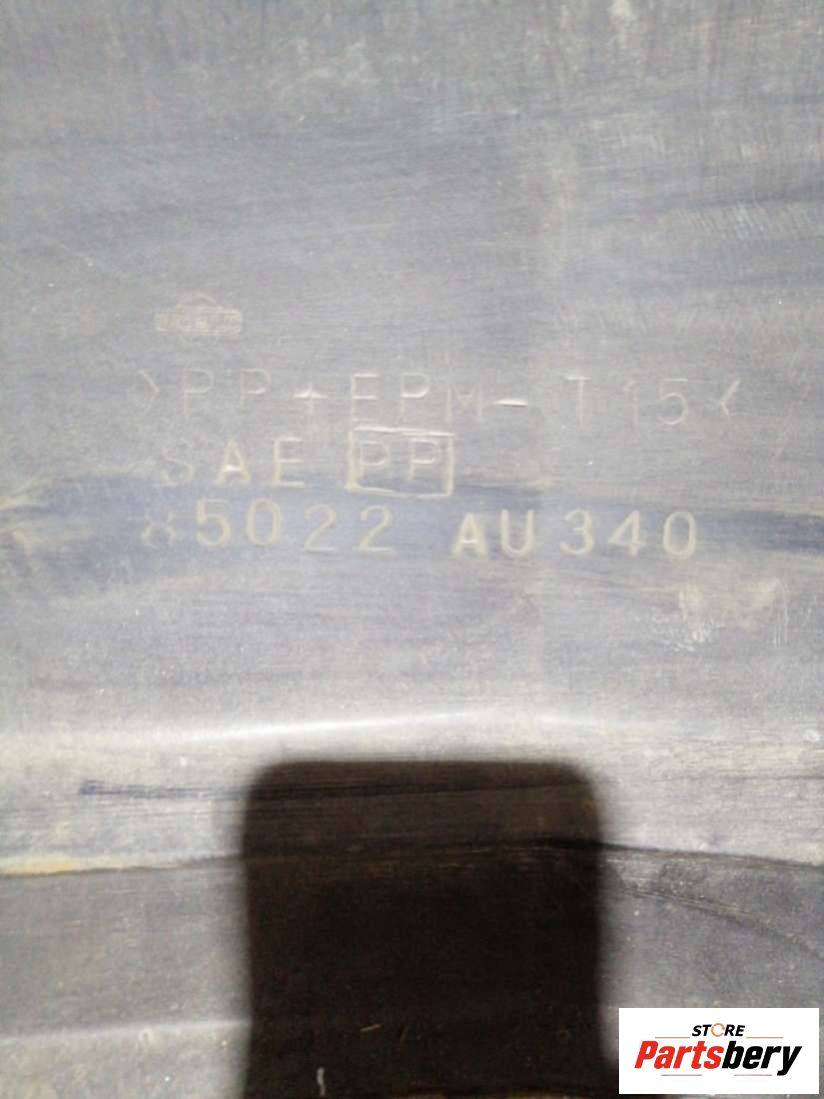 >PP+EPM-T15<
SAE PP
85022 AU340
STORE
Partsbery